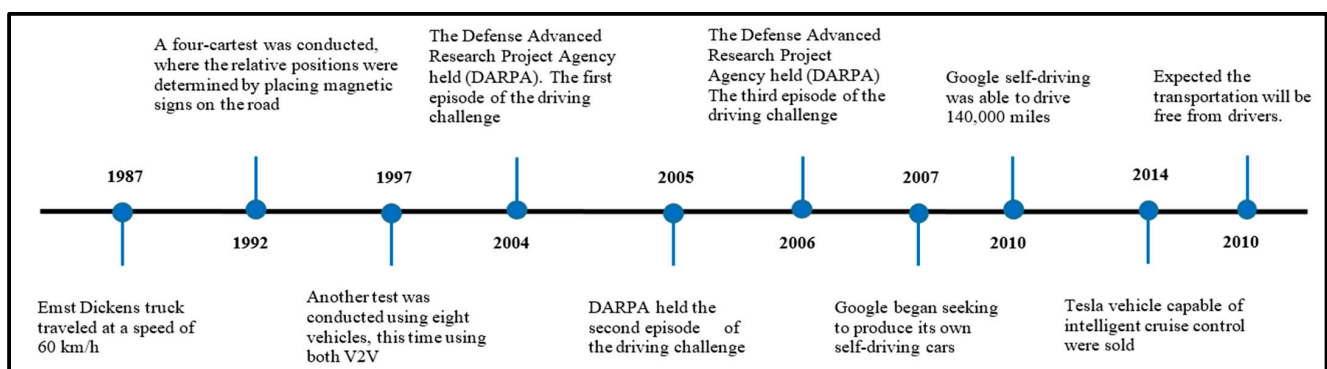 A four-cartest was conducted,
where the relative positions were
determined by placing magnetic
signs on the road
The Defense Advanced
Research Project Agency
held (DARPA). The first
episode of the driving
challenge
The Defense Advanced
Research Project
Agency held (DARPA)
The third episode of the
driving challenge
Google self-driving
was able to drive
140,000 miles
Expected the
transportation will be
free from drivers.
1987
1997
2005
2007
2014
1992
2004
2006
2010
2010
Emst Dickens truck
traveled at a speed of
60 km/h
Another test was
conducted using eight
vehicles, this time using
both V2V
DARPA held the
second episode of
the driving challenge
Google began seeking
to produce its own
self-driving cars
Tesla vehicle capable of
intelligent cruise control
were sold